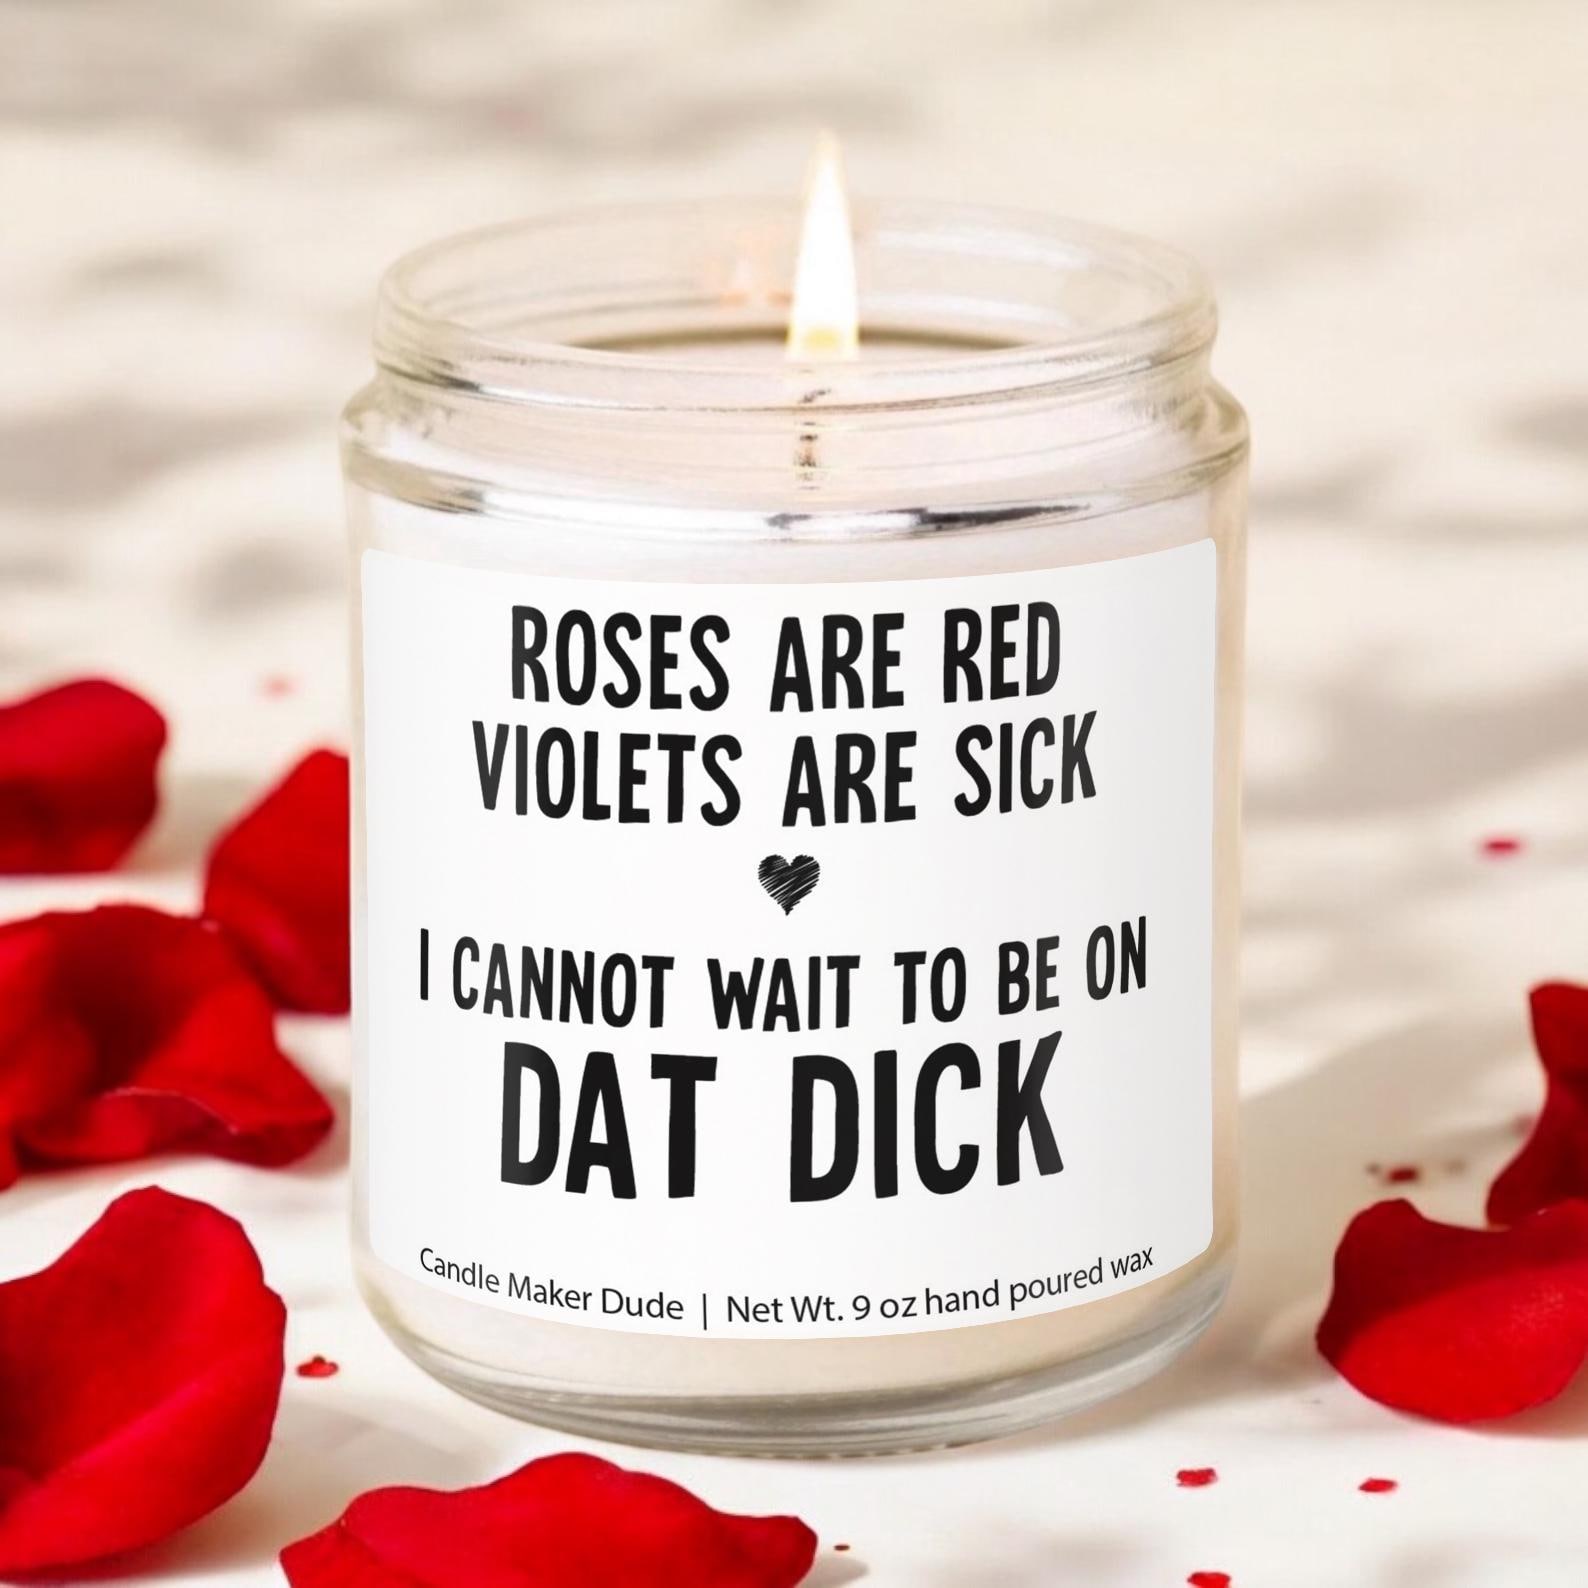 ROSES ARE RED
VIOLETS ARE SICK
I CANNOT WAIT TO BE ON
DAT DICK
Candle Maker Dude | Net Wt. 9 oz hand poured wax